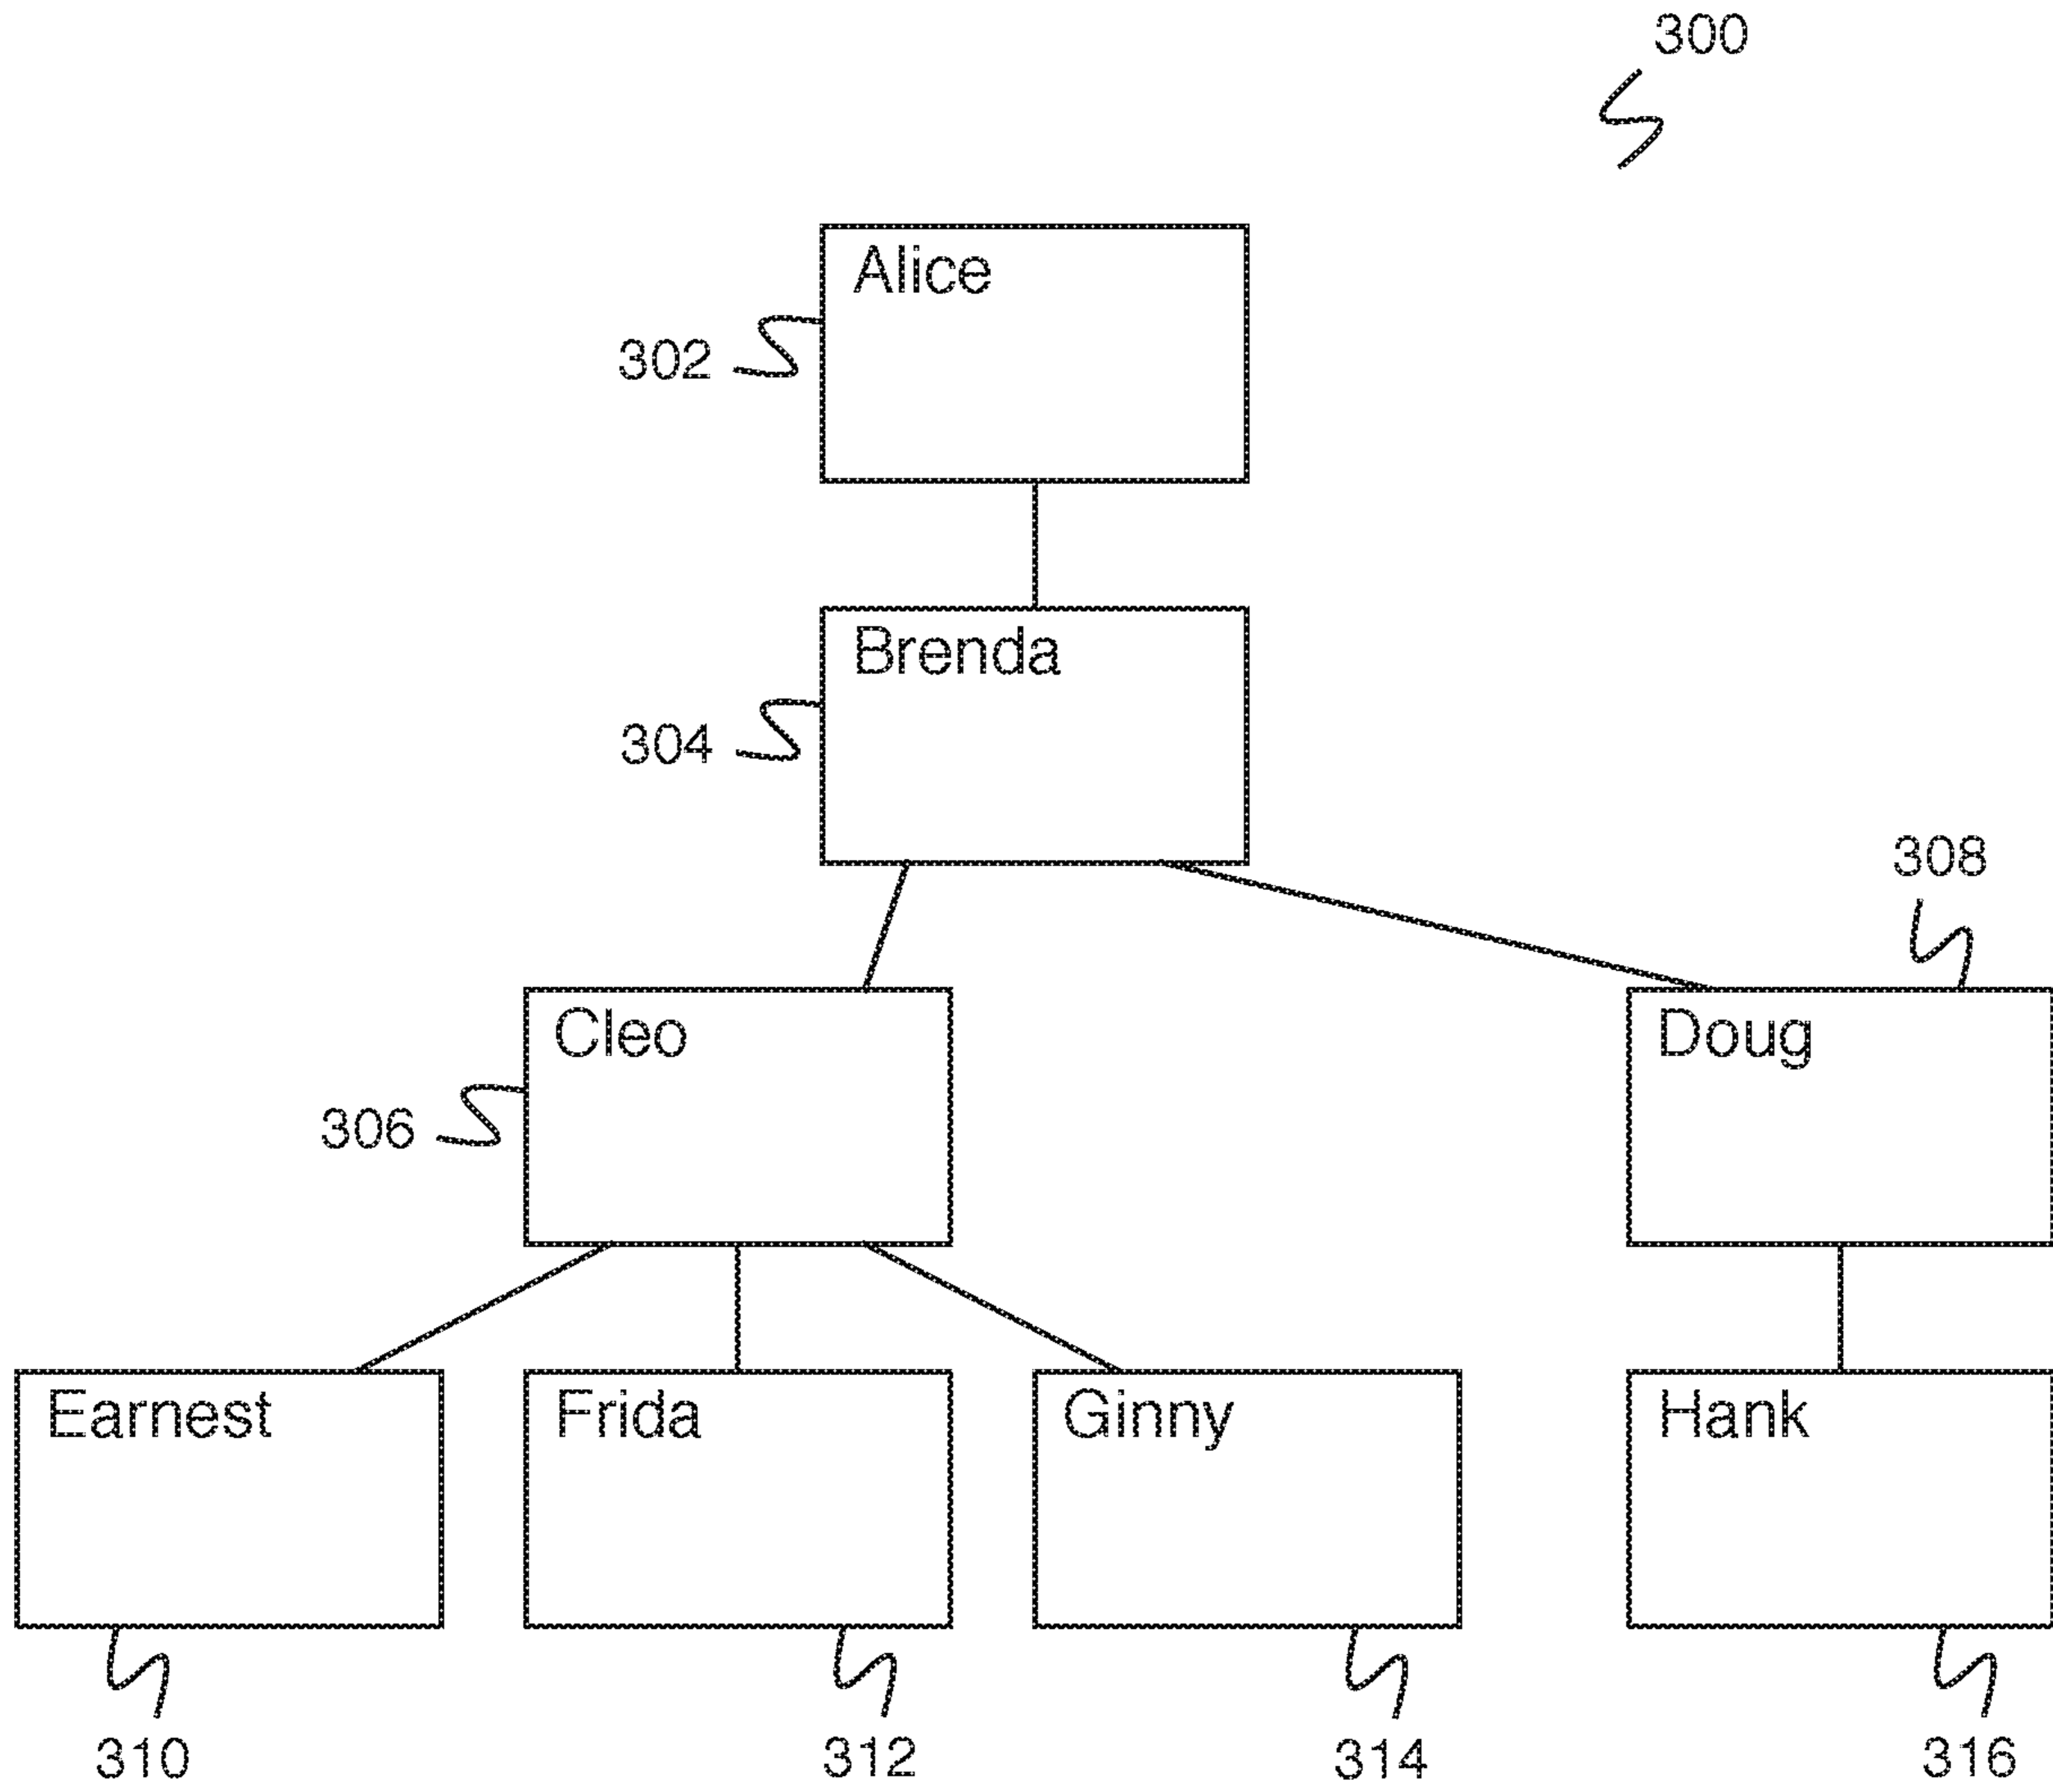 300
Alice
302
Brenda
304
308
Cleo
Doug
306
Earnest
Frida
Ginny
Hank
310
312
314
316